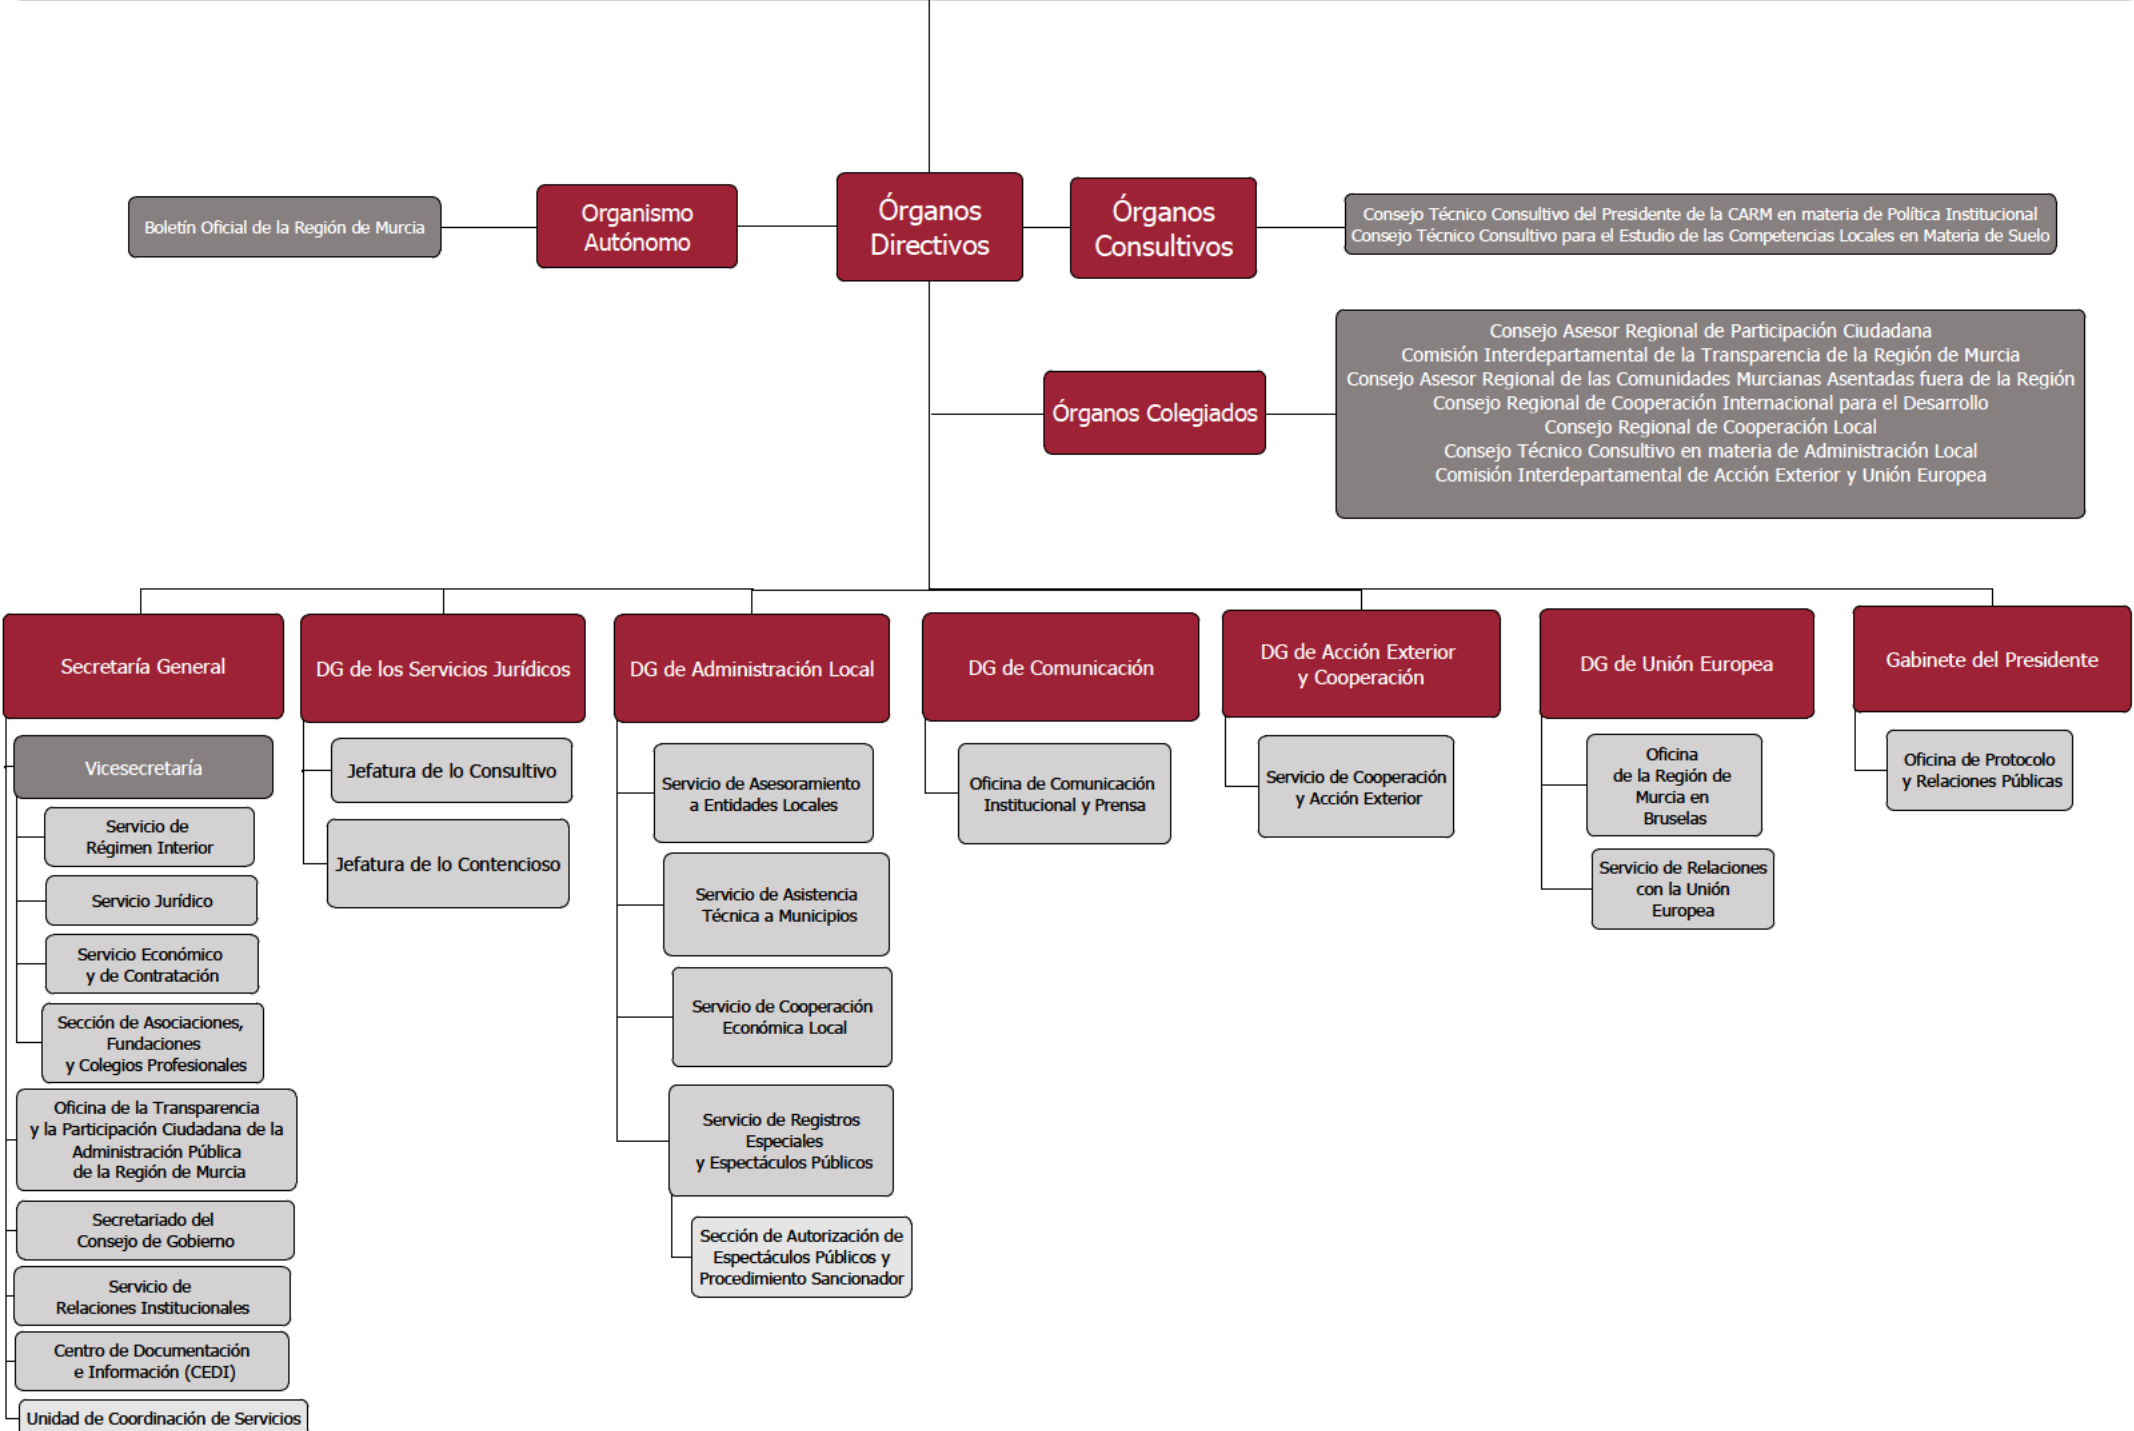 Boletín Oficial de la Región de Murcia
Organismo
Autónomo
Órganos
Directivos
Órganos
Consultivos
Consejo Técnico Consultivo del Presidente de la CARM en materia de Política Institucional
Consejo Técnico Consultivo para el Estudio de las Competencias Locales en Materia de Suelo
Órganos Colegiados
Consejo Asesor Regional de Participación Ciudadana
Comisión Interdepartamental de la Transparencia de la Región de Murcia
Consejo Asesor Regional de las Comunidades Murcianas Asentadas fuera de la Región
Consejo Regional de Cooperación Internacional para el Desarrollo
Consejo Regional de Cooperación Local
Consejo Técnico Consultivo en materia de Administración Local
Comisión Interdepartamental de Acción Exterior y Unión Europea
Secretaría General
Vicesecretaría
Servicio de
Régimen Interior
Servicio Jurídico
Servicio Económico
y de Contratación
Sección de Asociaciones,
Fundaciones
y Colegios Profesionales
Oficina de la Transparencia
y la Participación Ciudadana de la
Administración Pública
de la Región de Murcia
Secretariado del
Consejo de Gobierno
Servicio de
Relaciones Institucionales
Centro de Documentación
e Información (CEDI)
Unidad de Coordinación de Servicios
DG de los Servicios Jurídicos
Jefatura de lo Consultivo
Jefatura de lo Contencioso
DG de Administración Local
Servicio de Asesoramiento
a Entidades Locales
Servicio de Asistencia
Técnica a Municipios
Servicio de Cooperación
Económica Local
Servicio de Registros
Especiales
y Espectáculos Públicos
Sección de Autorización de
Espectáculos Públicos y
Procedimiento Sancionador
DG de Comunicación
Oficina de Comunicación
Institucional y Prensa
DG de Acción Exterior
y Cooperación
Servicio de Cooperación
y Acción Exterior
DG de Unión Europea
Oficina
de la Región de
Murcia en
Bruselas
Servicio de Relaciones
con la Unión
Europea
Gabinete del Presidente
Oficina de Protocolo
y Relaciones Públicas